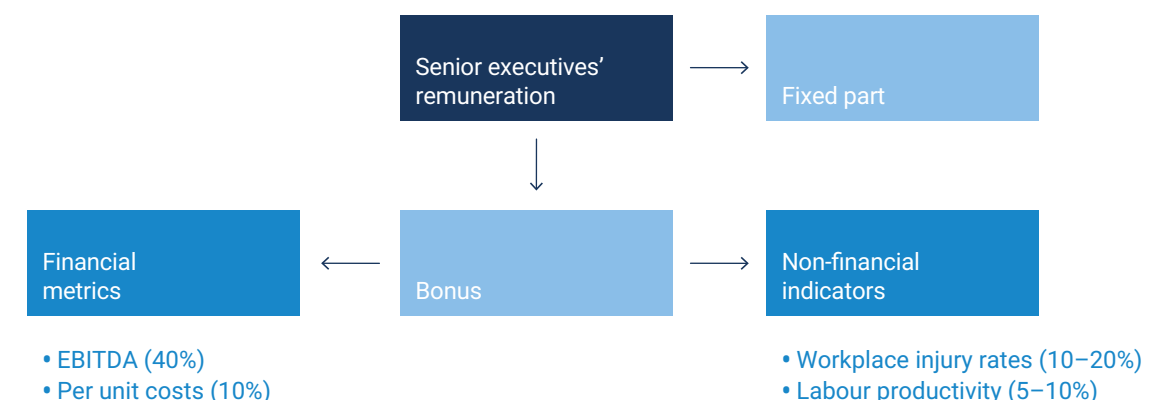 Senior executives’
remuneration
Fixed part
Financial
metrics
Bonus
Non-financial
indicators
• EBITDA (40%)
• Per unit costs (10%)
• Workplace injury rates (10–20%)
• Labour productivity (5–10%)